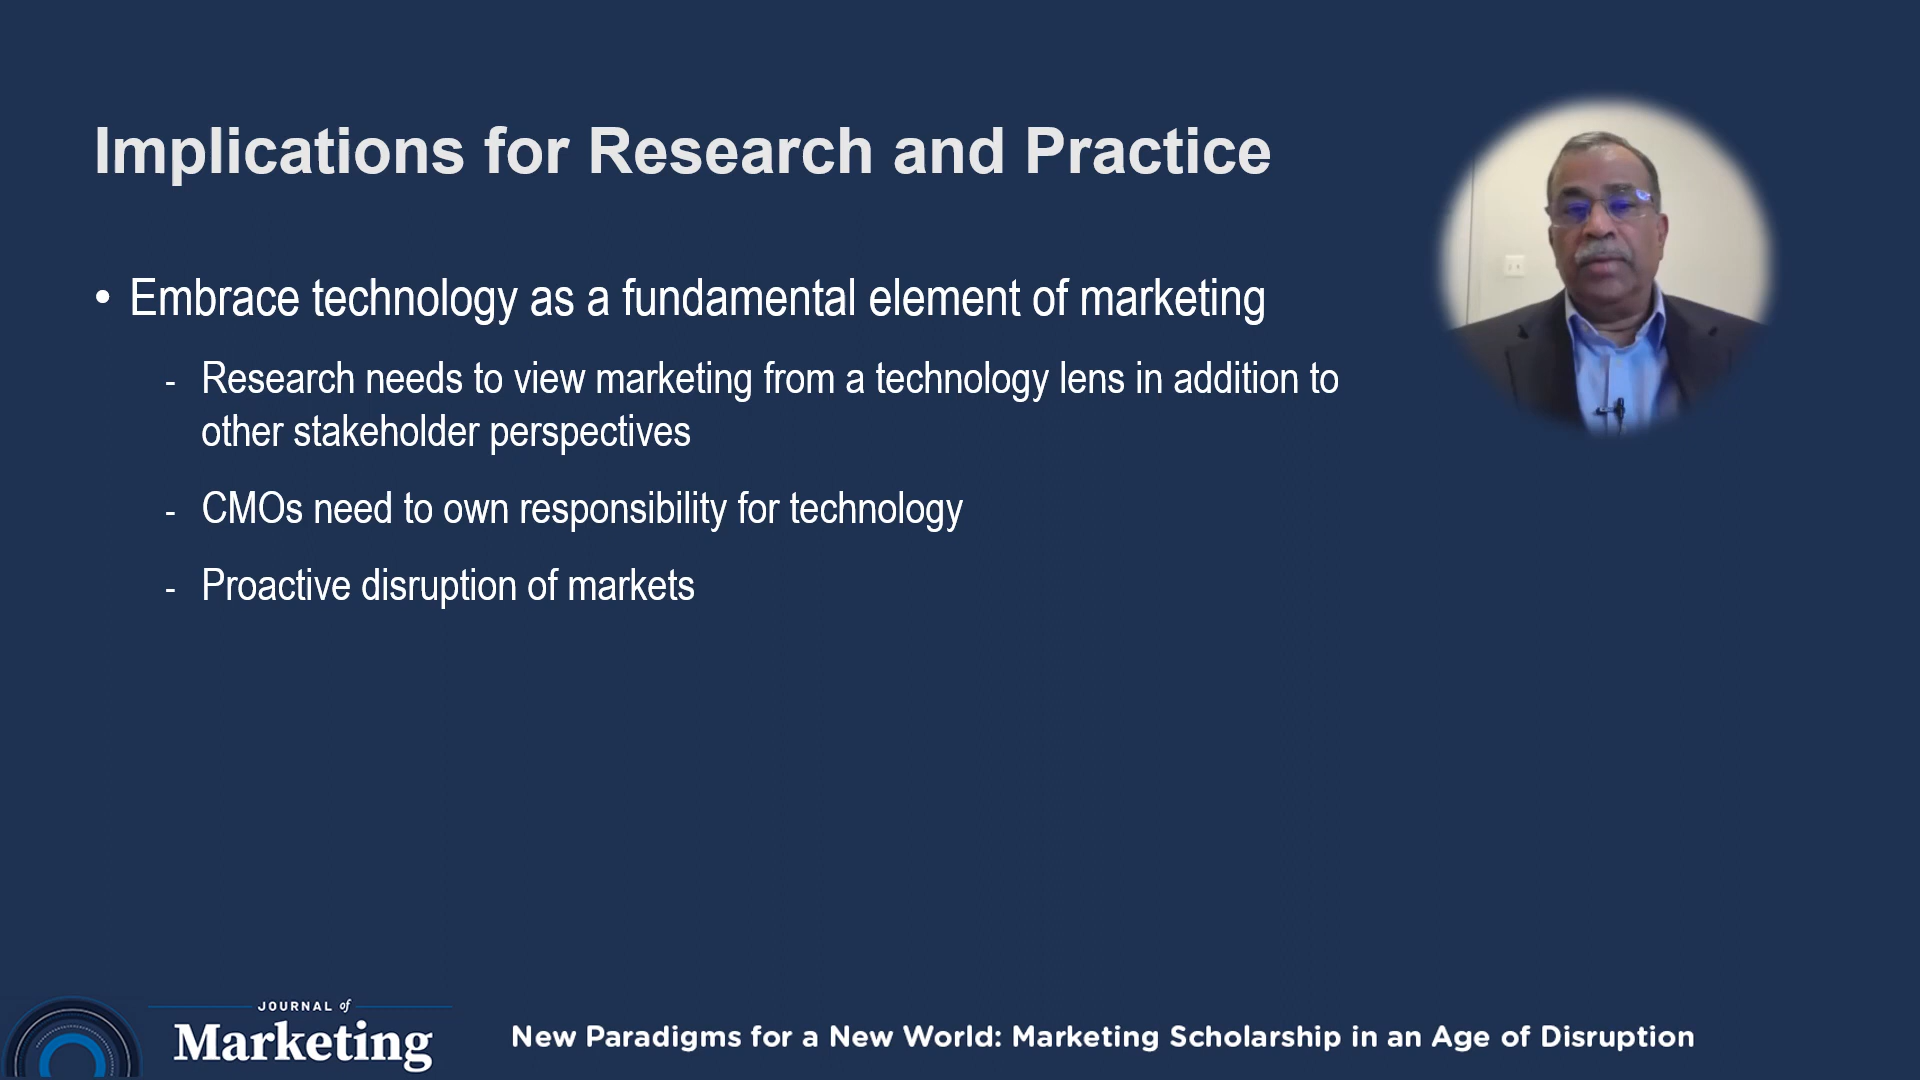 Implications for Research and Practice
• Embrace technology as a fundamental element of marketing
- Research needs to view marketing from a technology lens in addition to
other stakeholder perspectives
- CMOs need to own responsibility for technology
- Proactive disruption of markets
JOURNAL of
Marketing
New Paradigms for a New World: Marketing Scholarship in an Age of Disruption